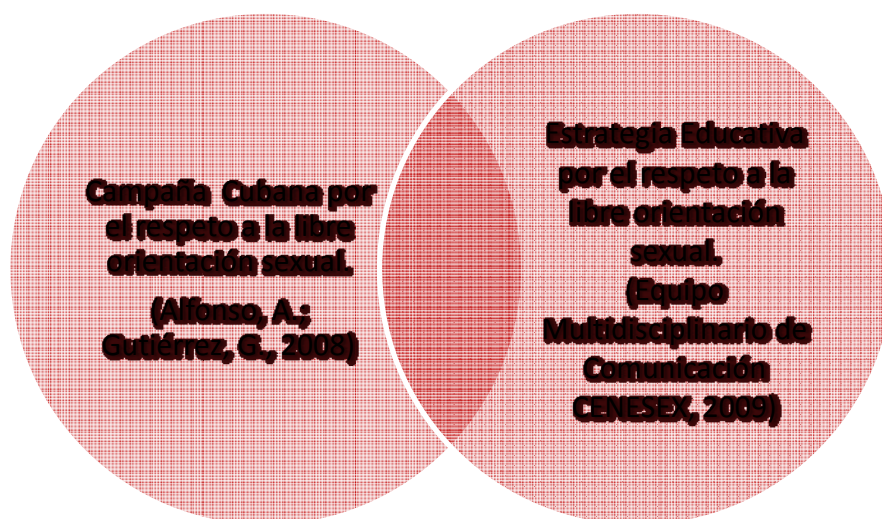 Campaña Cubana por
el respeto a la libre
orientación sexual.
(Alfonso, A.;
Gutiérrez, G., 2008)
Estrategia Educativa
por el respeto a la
libre orientación
sexual.
(Equipo
Multidisciplinario de
Comunicación
CENESEX, 2009)